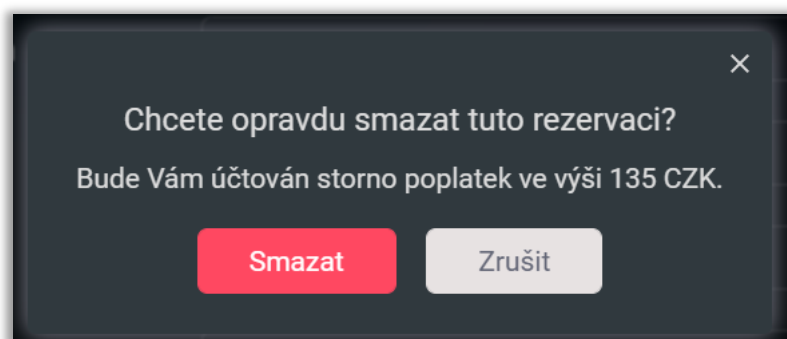 Chcete opravdu smazat tuto rezervaci?
Bude Vám účtován storno poplatek ve výši 135 CZK.
Smazat
Zrušit